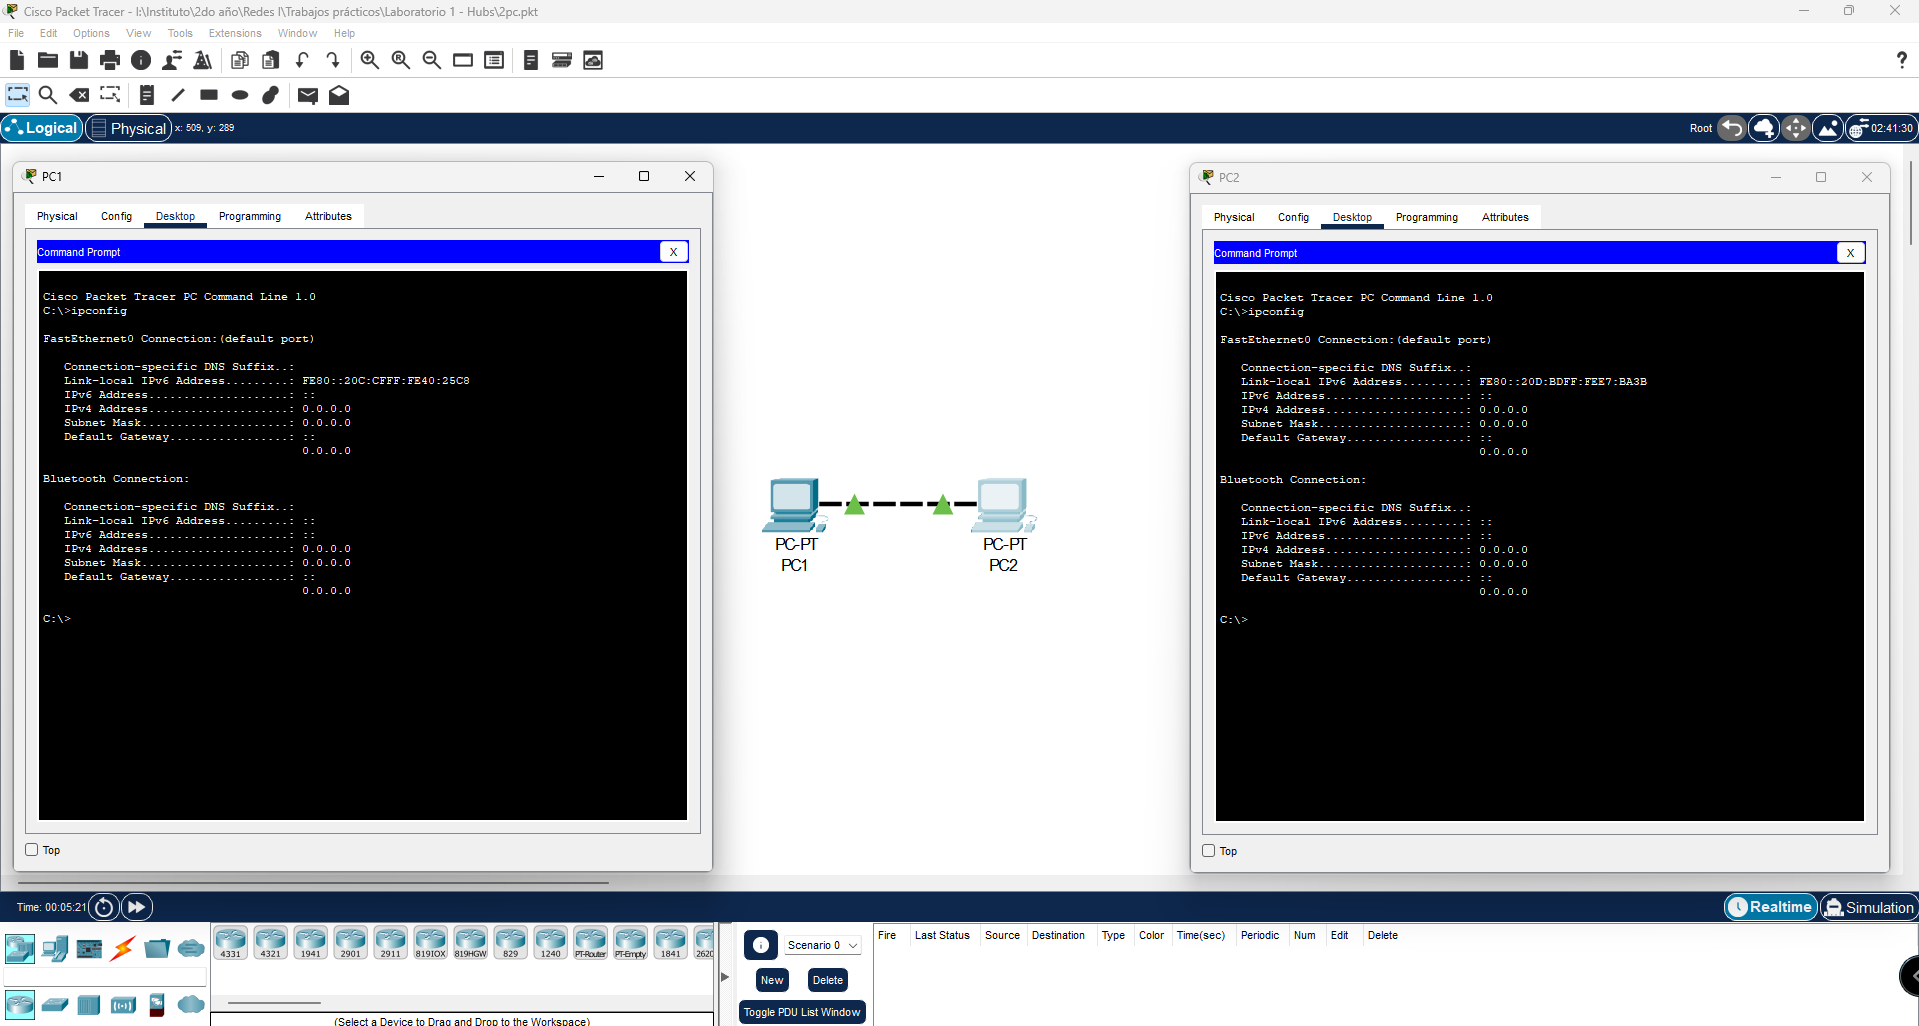 Cisco Packet Tracer - I:\Instituto\2do año\Redes I\Trabajos prácticos\Laboratorio 1 - Hubs\2pc.pkt
File Edit Options View Tools Extensions Window Help
Logical Physical x: 509, y: 289
Root 02:41:30
PC1
Physical Config Desktop Programming Attributes
Command Prompt X
Cisco Packet Tracer PC Command Line 1.0
C:\>ipconfig
FastEthernet0 Connection:(default port)
Connection-specific DNS Suffix..:
Link-local IPv6 Address.........: FE80::20C:CFFF:FE40:25C8
IPv6 Address....................: ::
IPv4 Address....................: 0.0.0.0
Subnet Mask.....................: 0.0.0.0
Default Gateway.................: ::
0.0.0.0
Bluetooth Connection:
Connection-specific DNS Suffix..:
Link-local IPv6 Address.........: ::
IPv6 Address....................: ::
IPv4 Address....................: 0.0.0.0
Subnet Mask.....................: 0.0.0.0
Default Gateway.................: ::
0.0.0.0
C:\>
Top
PC-PT
PC1
PC-PT
PC2
PC2
Physical Config Desktop Programming Attributes
Command Prompt X
Cisco Packet Tracer PC Command Line 1.0
C:\>ipconfig
FastEthernet0 Connection:(default port)
Connection-specific DNS Suffix..:
Link-local IPv6 Address.........: FE80::20D:BDFF:FEE7:BA3B
IPv6 Address....................: ::
IPv4 Address....................: 0.0.0.0
Subnet Mask.....................: 0.0.0.0
Default Gateway.................: ::
0.0.0.0
Bluetooth Connection:
Connection-specific DNS Suffix..:
Link-local IPv6 Address.........: ::
IPv6 Address....................: ::
IPv4 Address....................: 0.0.0.0
Subnet Mask.....................: 0.0.0.0
Default Gateway.................: ::
0.0.0.0
C:\>
Top
Time: 00:05:21
Realtime Simulation
4331 4321 1941 2901 2911 819IOX 819HGW 829 1240 PT-Router PT-Empty 1841 2620
(Select a Device to Drag and Drop to the Workspace)
Scenario 0
New Delete
Toggle PDU List Window
Fire Last Status Source Destination Type Color Time(sec) Periodic Num Edit Delete